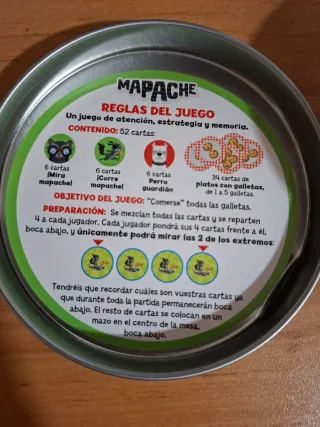 MAPACHE
REGLAS DEL JUEGO
Un juego de atención, estrategia y memoria.
CONTENIDO: 52 cartas:
6 cartas ¡Mira mapache!
6 cartas ¡Corre mapache!
6 cartas Perro guardián
34 cartas de platos con galletas, de 1 a 5 galletas.
OBJETIVO DEL JUEGO: "Comerse" todas las galletas.
PREPARACIÓN: Se mezclan todas las cartas y se reparten
4 a cada jugador. Cada jugador pondrá sus 4 cartas frente a él,
boca abajo, y únicamente podrá mirar las 2 de los extremos:
Tendréis que recordar cuáles son vuestras cartas ya
que durante toda la partida permanecerán boca
abajo. El resto de cartas se colocan en un
mazo en el centro de la mesa,
boca abajo.